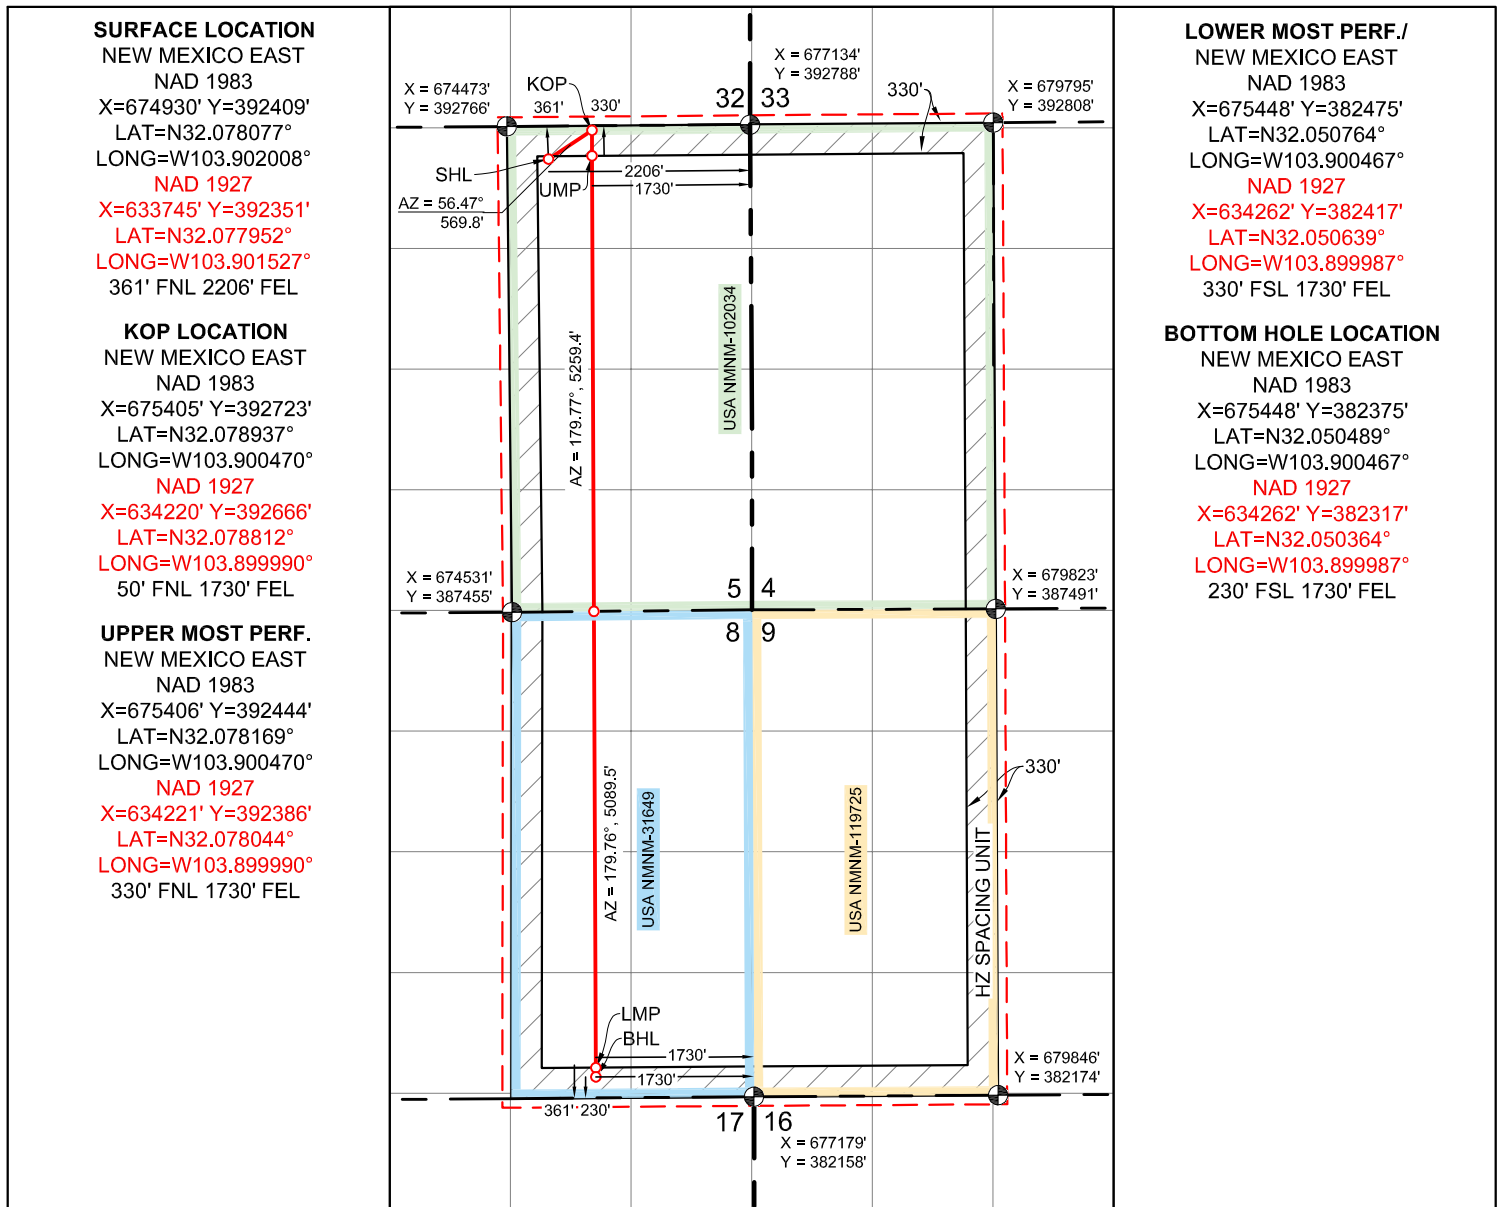 SURFACE LOCATION
NEW MEXICO EAST
NAD 1983
X=674930' Y=392409'
LAT=N32.078077°
LONG=W103.902008°
NAD 1927
X=633745' Y=392351'
LAT=N32.077952°
LONG=W103.901527°
361' FNL 2206' FEL
KOP LOCATION
NEW MEXICO EAST
NAD 1983
X=675405' Y=392723'
LAT=N32.078937°
LONG=W103.900470°
NAD 1927
X=634220' Y=392666'
LAT=N32.078812°
LONG=W103.899990°
50' FNL 1730' FEL
UPPER MOST PERF.
NEW MEXICO EAST
NAD 1983
X=675406' Y=392444'
LAT=N32.078169°
LONG=W103.900470°
NAD 1927
X=634221' Y=392386'
LAT=N32.078044°
LONG=W103.899990°
330' FNL 1730' FEL
X = 674473'
Y = 392766'
KOP
361'
330'
X = 677134'
Y = 392788'
32
33
330'
X = 679795'
Y = 392808'
SHL
UMP
2206'
1730'
AZ = 56.47°
569.8'
USA NMNM-102034
AZ = 179.77°, 5259.4'
X = 674531'
Y = 387455'
5
4
8
9
X = 679823'
Y = 387491'
330'
AZ = 179.76°, 5089.5'
USA NMNM-31649
USA NMNM-119725
HZ SPACING UNIT
LMP
BHL
1730'
1730'
361'
230'
17
16
X = 679846'
Y = 382174'
X = 677179'
Y = 382158'
LOWER MOST PERF./
NEW MEXICO EAST
NAD 1983
X=675448' Y=382475'
LAT=N32.050764°
LONG=W103.900467°
NAD 1927
X=634262' Y=382417'
LAT=N32.050639°
LONG=W103.899987°
330' FSL 1730' FEL
BOTTOM HOLE LOCATION
NEW MEXICO EAST
NAD 1983
X=675448' Y=382375'
LAT=N32.050489°
LONG=W103.900467°
NAD 1927
X=634262' Y=382317'
LAT=N32.050364°
LONG=W103.899987°
230' FSL 1730' FEL